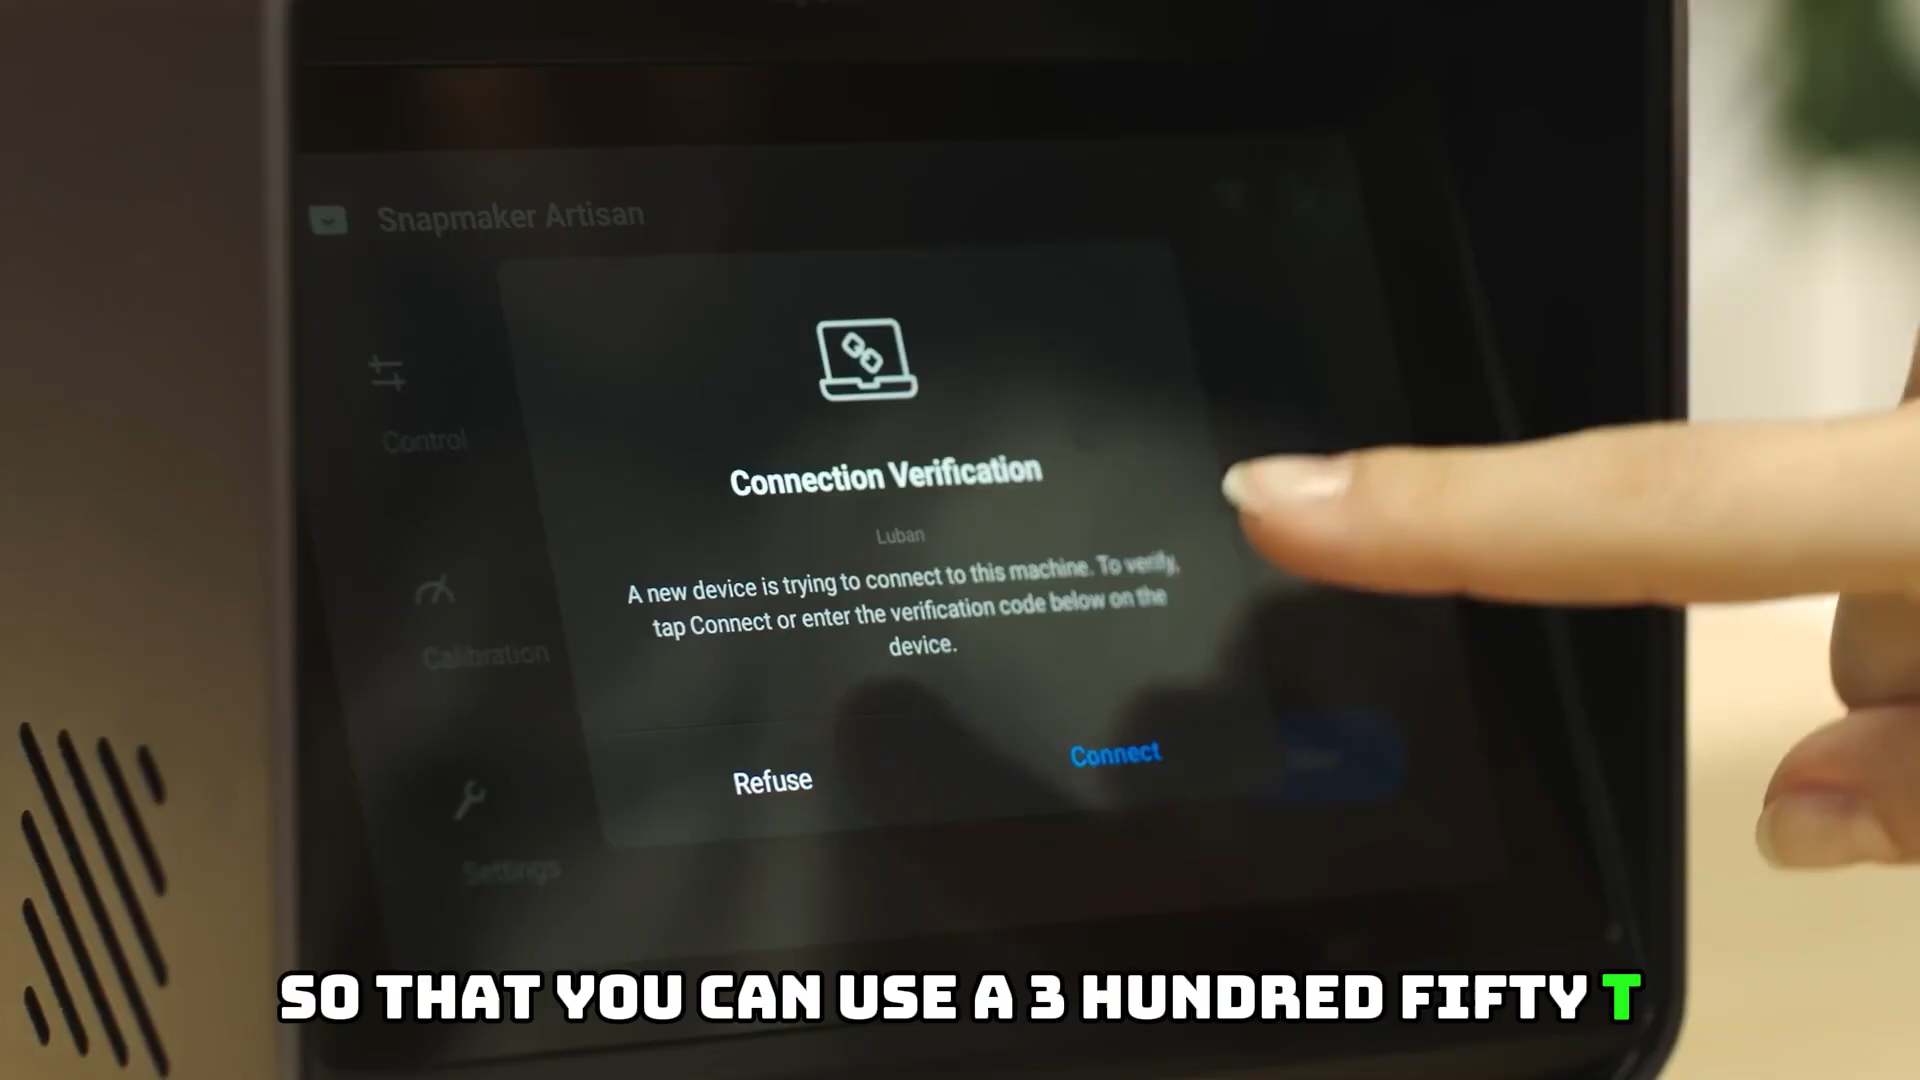 Snapmaker Artisan
Control
Connection Verification
Luban
A new device is trying to connect to this machine. To verify,
tap Connect or enter the verification code below on the
device.
Calibration
Refuse
Connect
Settings
SO THAT YOU CAN USE A 3 HUNDRED FIFTY T